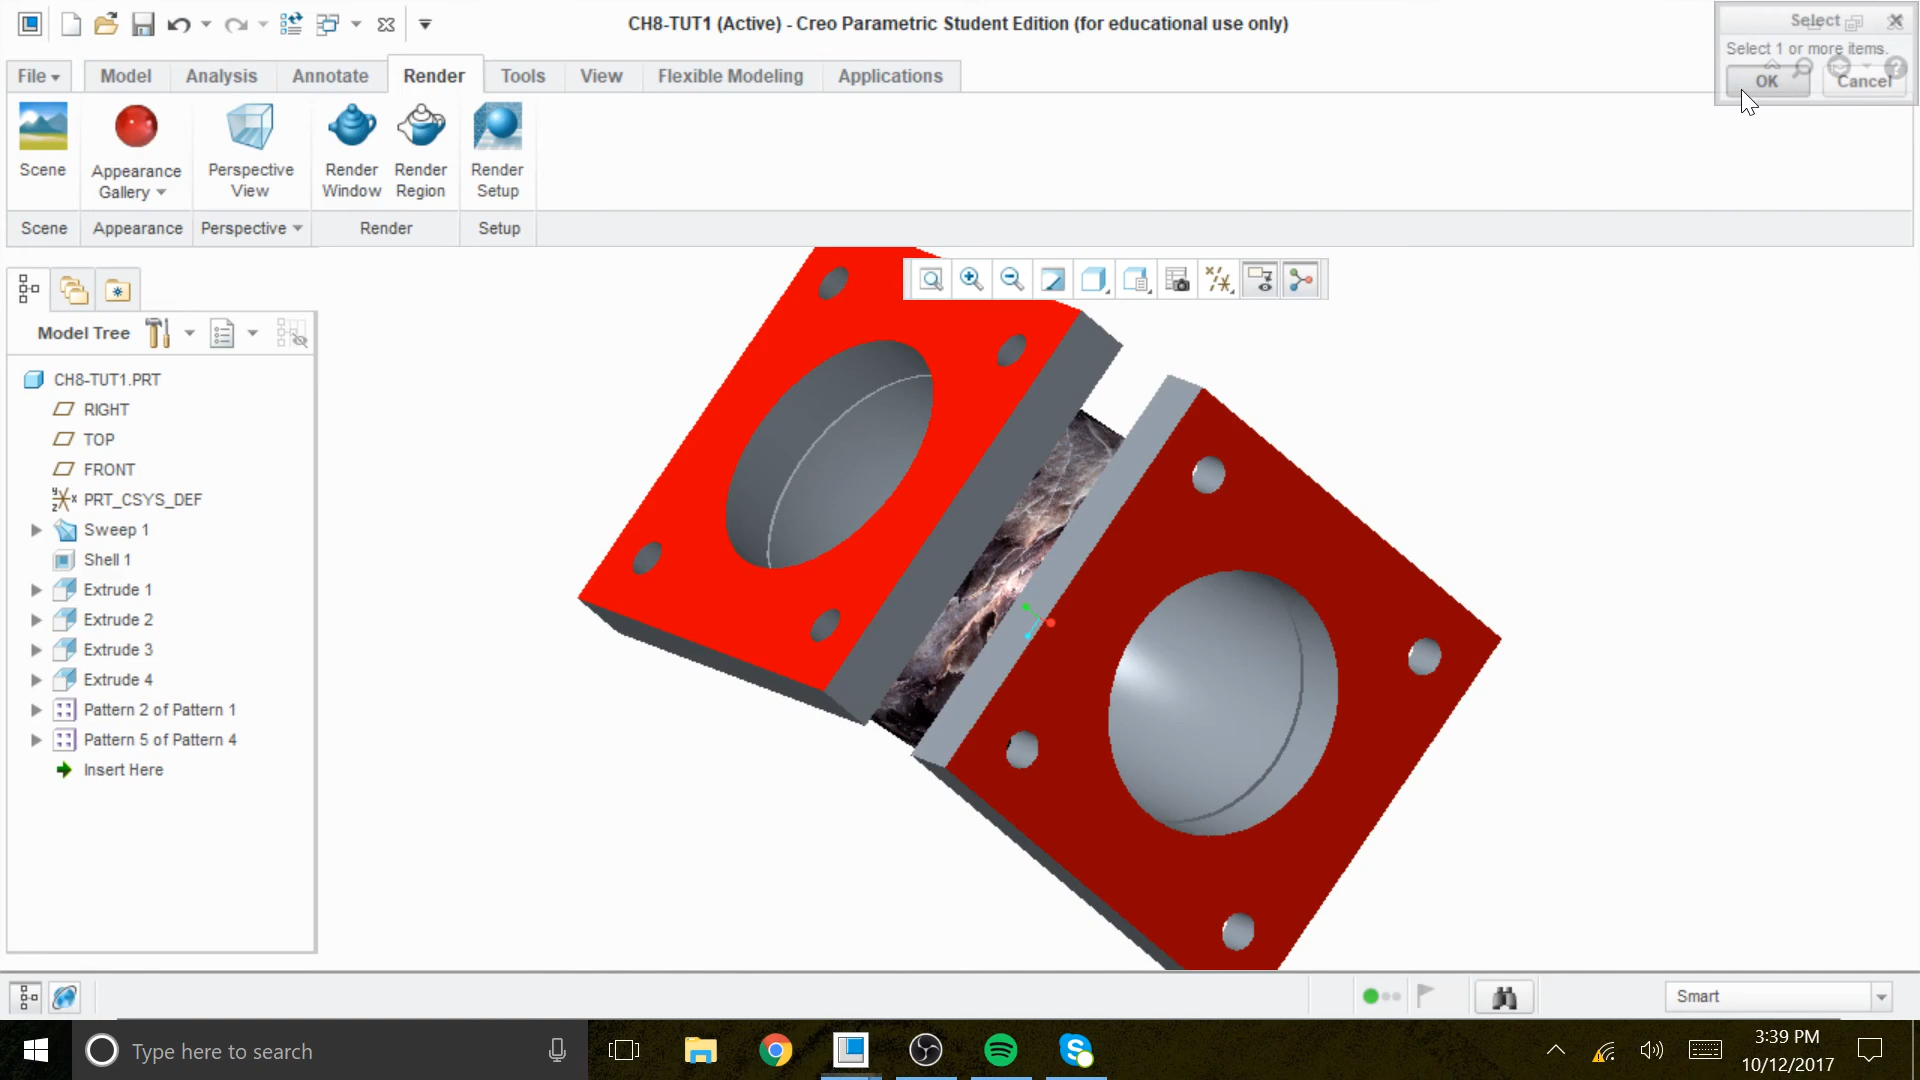 CH8-TUT1 (Active) - Creo Parametric Student Edition (for educational use only)
Select
Select 1 or more items.
OK Cancel
File Model Analysis Annotate Render Tools View Flexible Modeling Applications
Scene
Appearance
Gallery
Perspective
View
Render
Window
Render
Region
Render
Setup
Scene Appearance Perspective Render Setup
Model Tree
CH8-TUT1.PRT
RIGHT
TOP
FRONT
PRT_CSYS_DEF
Sweep 1
Shell 1
Extrude 1
Extrude 2
Extrude 3
Extrude 4
Pattern 2 of Pattern 1
Pattern 5 of Pattern 4
Insert Here
Smart
Type here to search
3:39 PM
10/12/2017